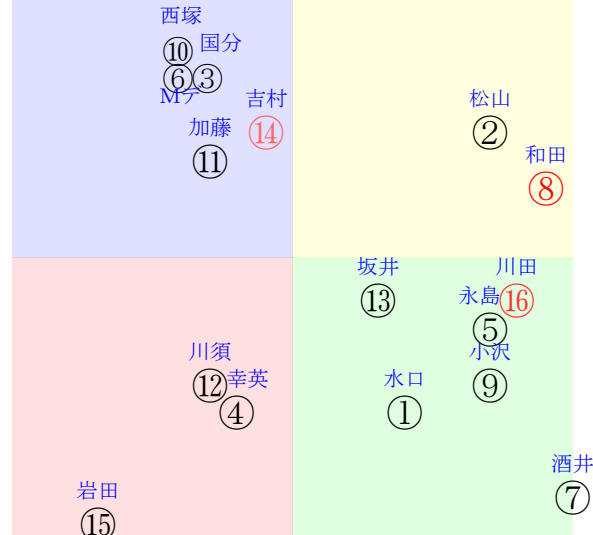 西塚
⑩ 国分
⑥ ③
Mデ 吉村 松山
加藤 ⑭ ②
⑪ 和田
⑧
坂井 川田
⑬ 永島 ⑯
⑤
川須 水口 小沢
⑫ 幸英 ⑨
④ ①
酒井
岩田 ⑦
⑮